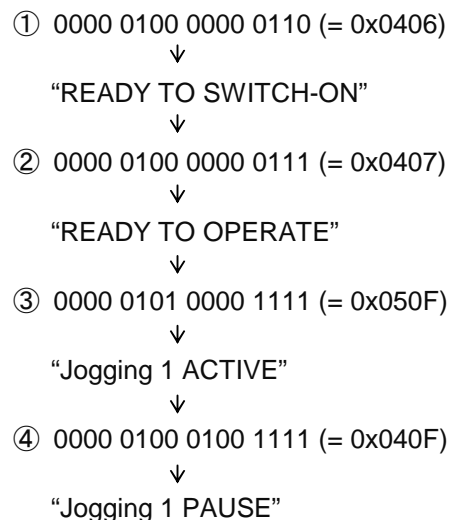 ① 0000 0100 0000 0110 (= 0x0406)
↓
“READY TO SWITCH-ON”
↓
② 0000 0100 0000 0111 (= 0x0407)
↓
“READY TO OPERATE”
↓
③ 0000 0101 0000 1111 (= 0x050F)
↓
“Jogging 1 ACTIVE”
↓
④ 0000 0100 0100 1111 (= 0x040F)
↓
“Jogging 1 PAUSE”